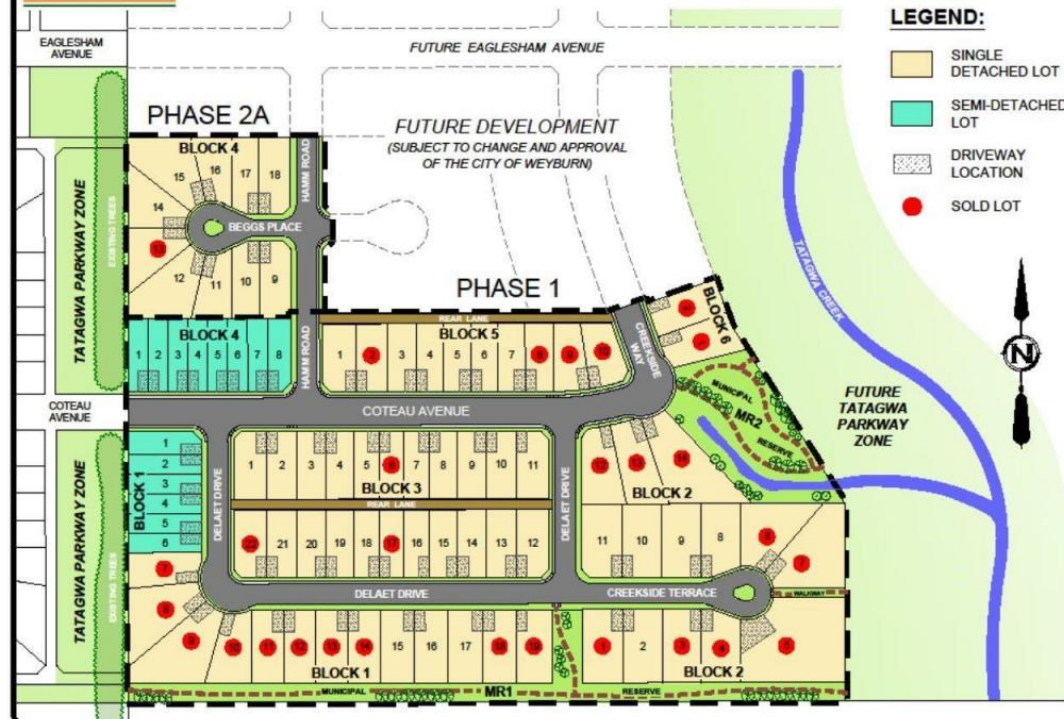 LEGEND:
SINGLE
DETACHED LOT
SEMI-DETACHED
LOT
DRIVEWAY
LOCATION
SOLD LOT
N
EAGLESHAM
AVENUE
FUTURE EAGLESHAM AVENUE
PHASE 2A
FUTURE DEVELOPMENT
(SUBJECT TO CHANGE AND APPROVAL
OF THE CITY OF WEYBURN)
TATAGWA PARKWAY ZONE
EXISTING TREES
BLOCK 4
15 16 17 18
14
13
12 11 10 9
BEGGS PLACE
HAMM ROAD
TATAGWA CREEK
PHASE 1
BLOCK 4
1 2 3 4 5 6 7 8
HAMM ROAD
REAR LANE
BLOCK 5
1 2 3 4 5 6 7 8 9 10
CREEKSIDE
WAY
BLOCK 6
1
MUNICIPAL
MR2
RESERVE
FUTURE
TATAGWA
PARKWAY
ZONE
COTEAU
AVENUE
COTEAU AVENUE
TATAGWA PARKWAY ZONE
EXISTING TREES
BLOCK 1
1
2
3
4
5
6
7
8
9
DELAET DRIVE
1 2 3 4 5 6 7 8 9 10 11
BLOCK 3
REAR LANE
22 21 20 19 18 17 16 15 14 13 12
DELAET DRIVE
12 13 14
BLOCK 2
11 10 9 8
7
WALKWAY
DELAET DRIVE
CREEKSIDE TERRACE
10 11 12 13 14 15 16 17 18 19
BLOCK 1
1 2 3 4 5
BLOCK 2
MUNICIPAL
MR1
RESERVE